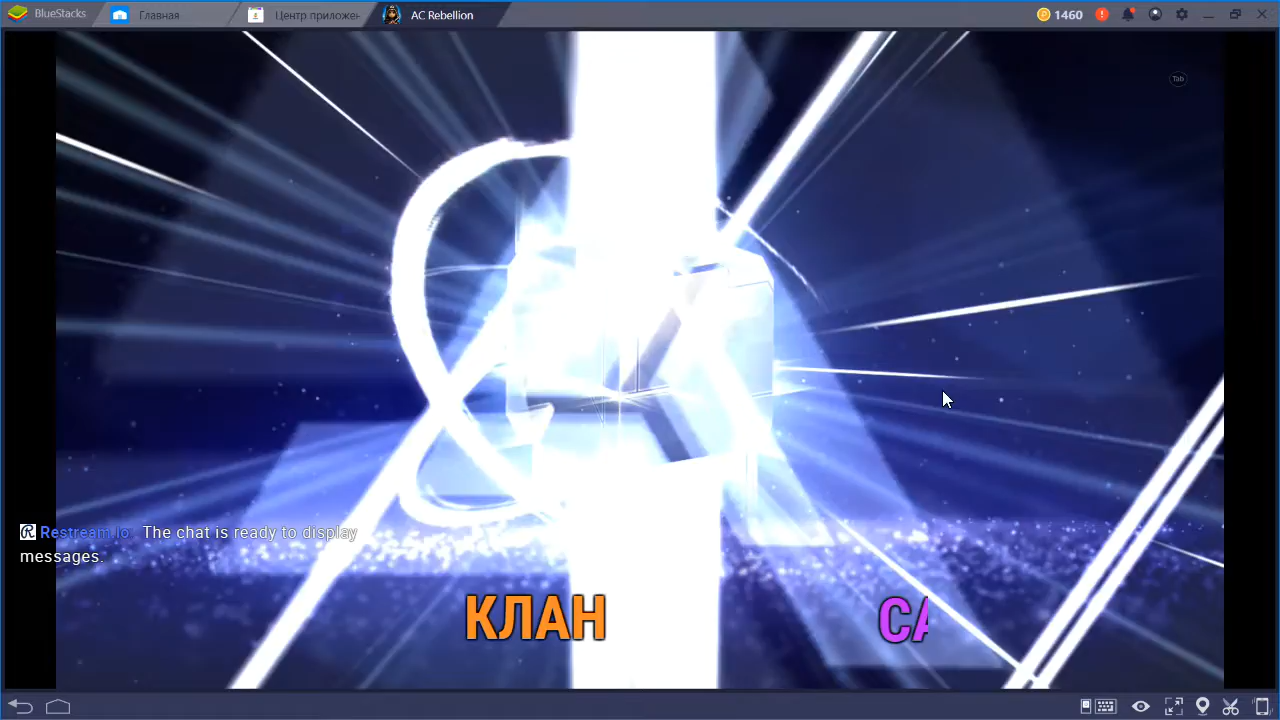 BlueStacks
Главная
Центр приложен
AC Rebellion
1460
Tab
Restream.io: The chat is ready to display
messages.
КЛАН
СА